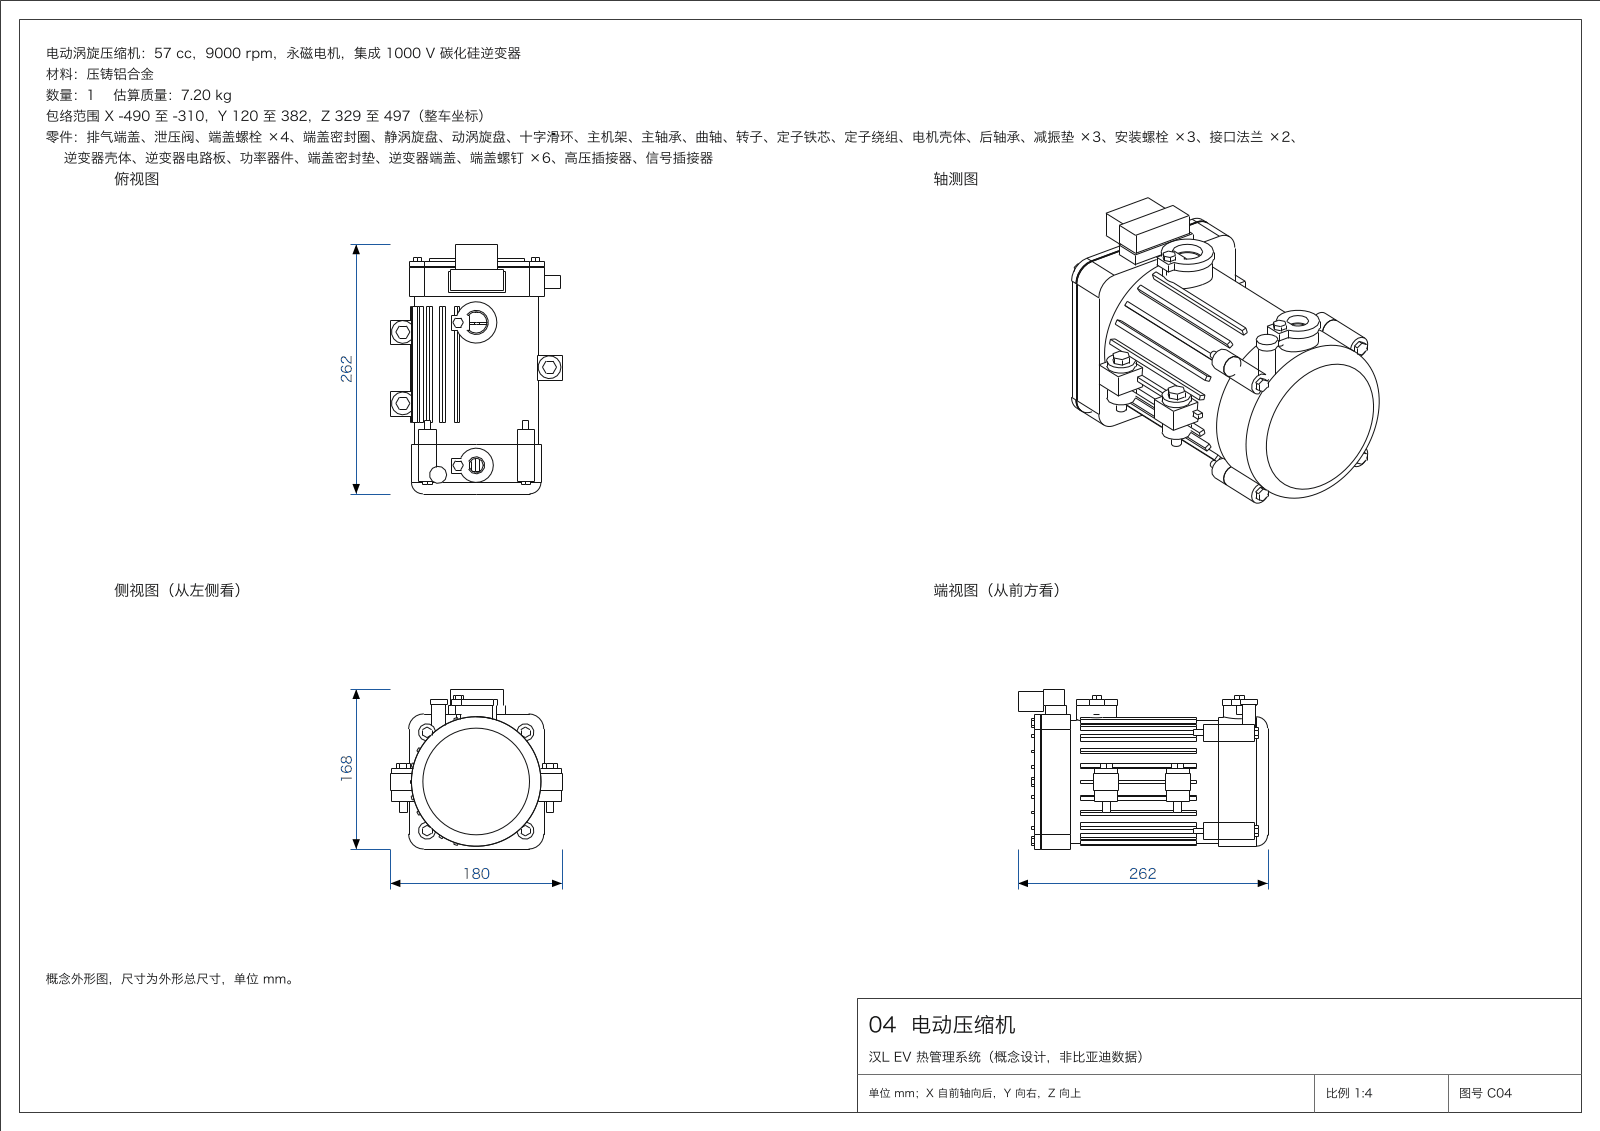 电动涡旋压缩机：57 cc，9000 rpm，永磁电机，集成 1000 V 碳化硅逆变器
材料：压铸铝合金
数量：1　估算质量：7.20 kg
包络范围 X -490 至 -310，Y 120 至 382，Z 329 至 497（整车坐标）
零件：排气端盖、泄压阀、端盖螺栓 ×4、端盖密封圈、静涡旋盘、动涡旋盘、十字滑环、主机架、主轴承、曲轴、转子、定子铁芯、定子绕组、电机壳体、后轴承、减振垫 ×3、安装螺栓 ×3、接口法兰 ×2、
逆变器壳体、逆变器电路板、功率器件、端盖密封垫、逆变器端盖、端盖螺钉 ×6、高压插接器、信号插接器
俯视图
轴测图
262
侧视图（从左侧看）
端视图（从前方看）
168
180
262
概念外形图，尺寸为外形总尺寸，单位 mm。
04 电动压缩机
汉L EV 热管理系统（概念设计，非比亚迪数据）
单位 mm；X 自前轴向后，Y 向右，Z 向上
比例 1:4
图号 C04